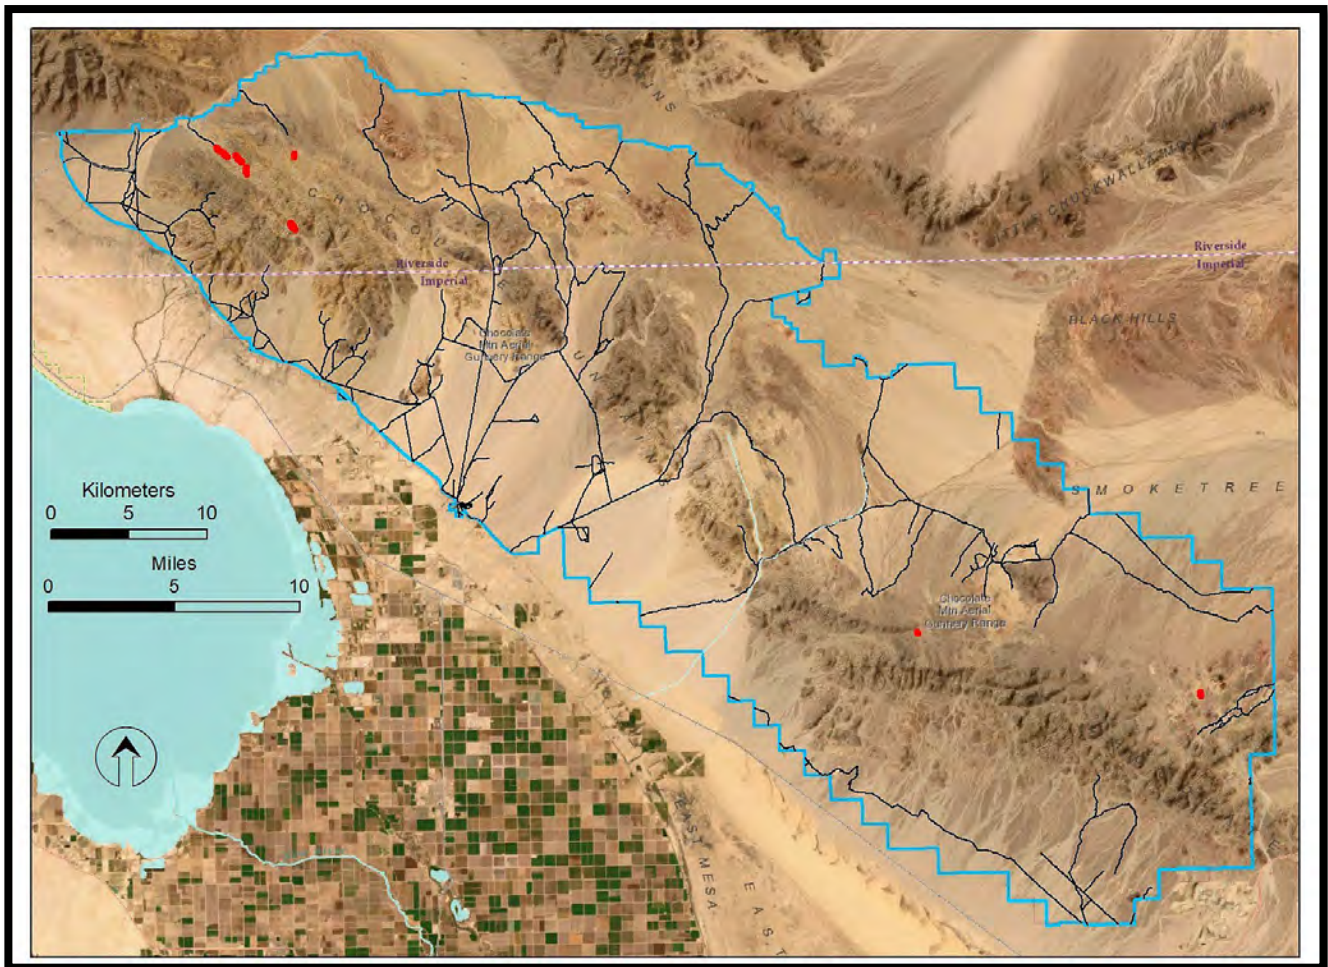 Riverside
Imperial
Riverside
Imperial
BLACK HILLS
Chocolate
Mtn Aerial
Gunnery Range
SMOKETREE
Kilometers
0 5 10
Miles
0 5 10
Chocolate
Mtn Aerial
Gunnery Range
EAST MESA
EAST